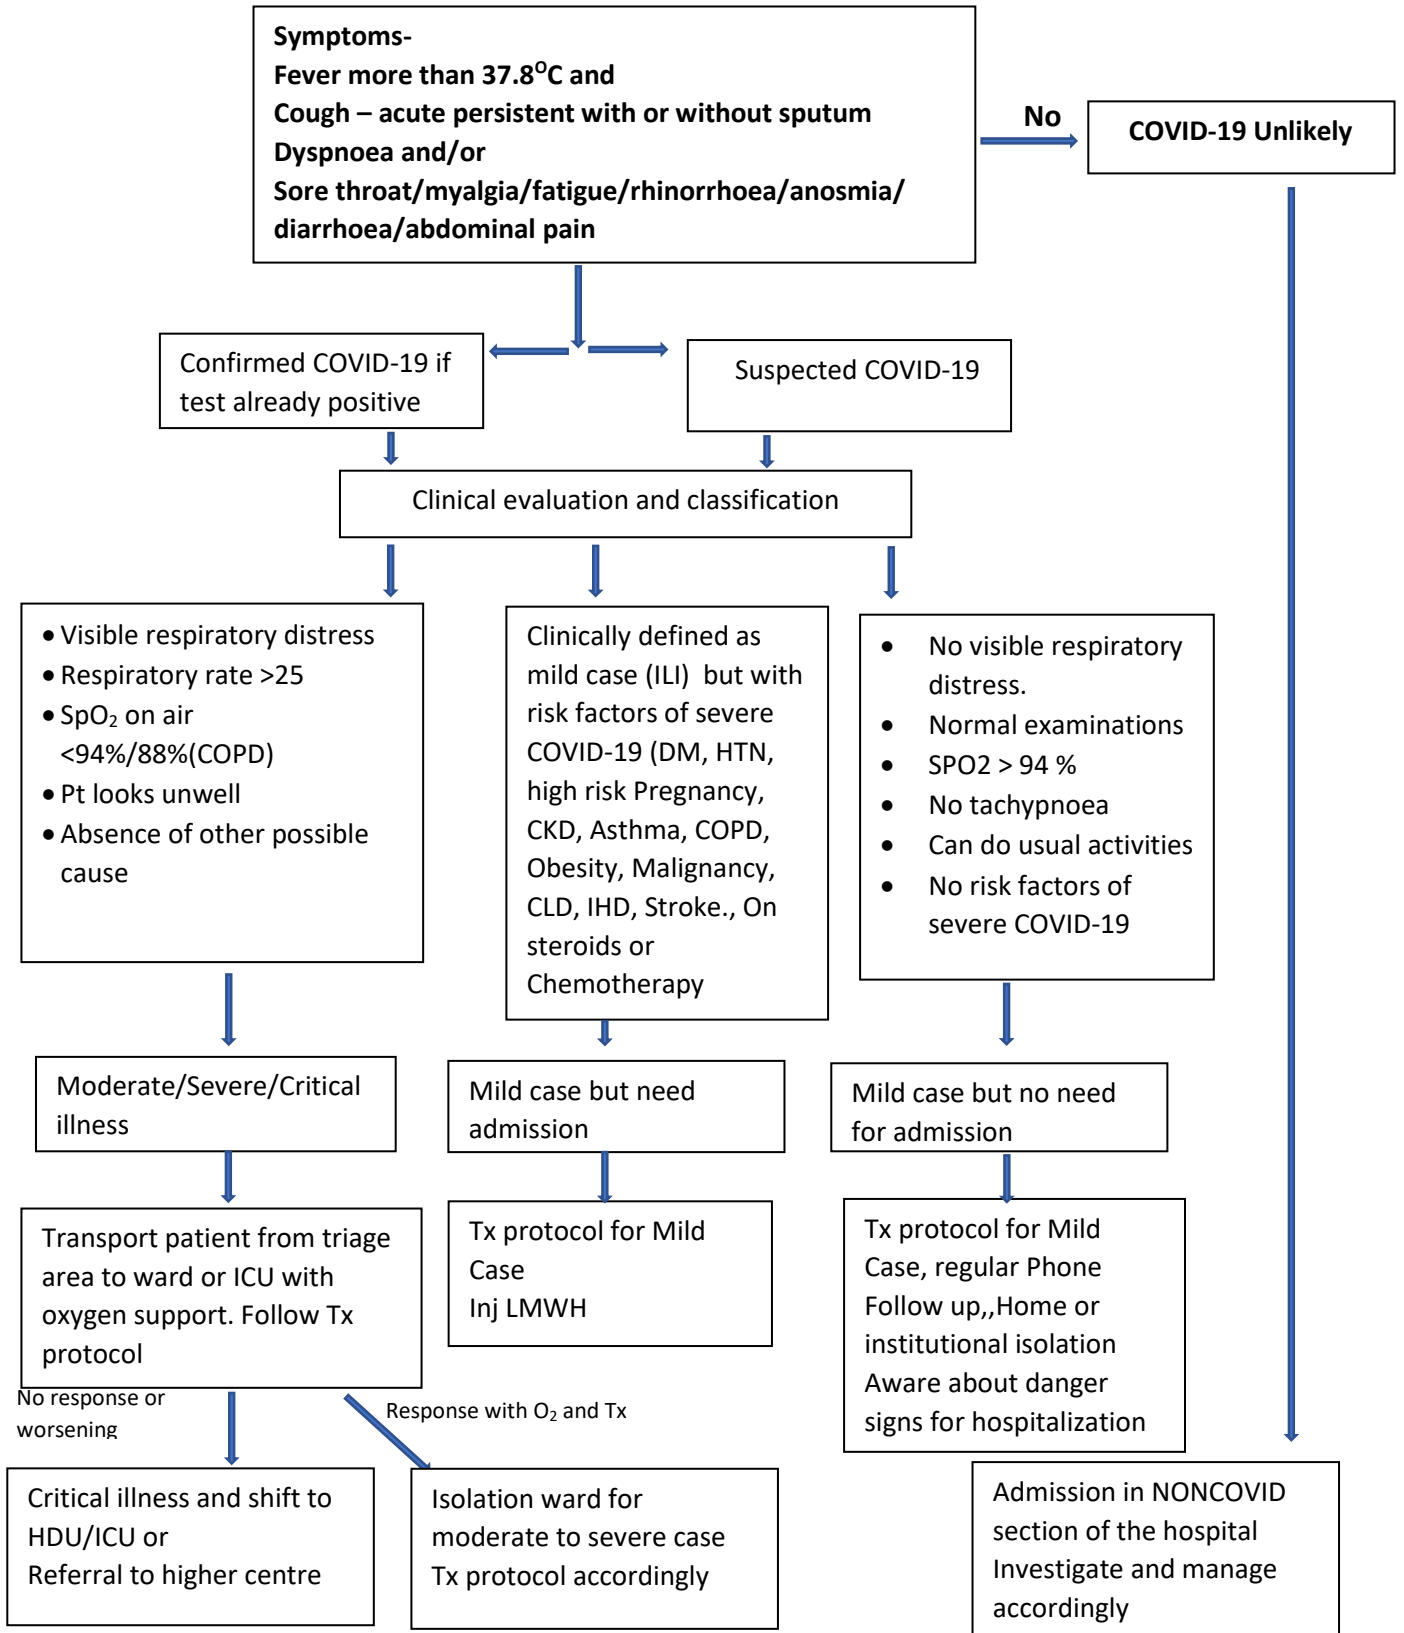 Symptoms-
Fever more than 37.8⁰C and
Cough – acute persistent with or without sputum
Dyspnoea and/or
Sore throat/myalgia/fatigue/rhinorrhoea/anosmia/
diarrhoea/abdominal pain
No
COVID-19 Unlikely
Confirmed COVID-19 if
test already positive
Suspected COVID-19
Clinical evaluation and classification
• Visible respiratory distress
• Respiratory rate >25
• SpO₂ on air
<94%/88%(COPD)
• Pt looks unwell
• Absence of other possible
cause
Clinically defined as
mild case (ILI) but with
risk factors of severe
COVID-19 (DM, HTN,
high risk Pregnancy,
CKD, Asthma, COPD,
Obesity, Malignancy,
CLD, IHD, Stroke., On
steroids or
Chemotherapy
• No visible respiratory
distress.
• Normal examinations
• SPO2 > 94 %
• No tachypnoea
• Can do usual activities
• No risk factors of
severe COVID-19
Moderate/Severe/Critical
illness
Mild case but need
admission
Mild case but no need
for admission
Transport patient from triage
area to ward or ICU with
oxygen support. Follow Tx
protocol
Tx protocol for Mild
Case
Inj LMWH
Tx protocol for Mild
Case, regular Phone
Follow up,,Home or
institutional isolation
Aware about danger
signs for hospitalization
No response or
worsening
Response with O₂ and Tx
Critical illness and shift to
HDU/ICU or
Referral to higher centre
Isolation ward for
moderate to severe case
Tx protocol accordingly
Admission in NONCOVID
section of the hospital
Investigate and manage
accordingly